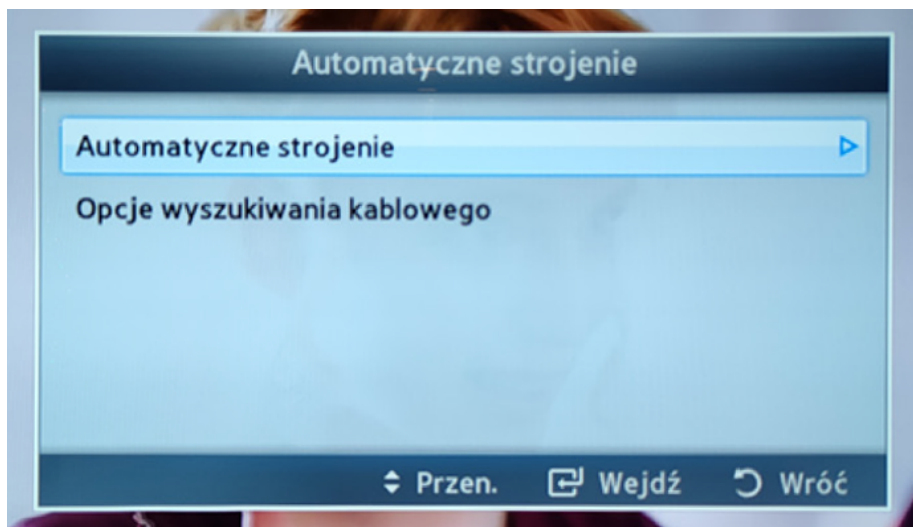 Automatyczne strojenie
Automatyczne strojenie
Opcje wyszukiwania kablowego
Przen. Wejdź Wróć